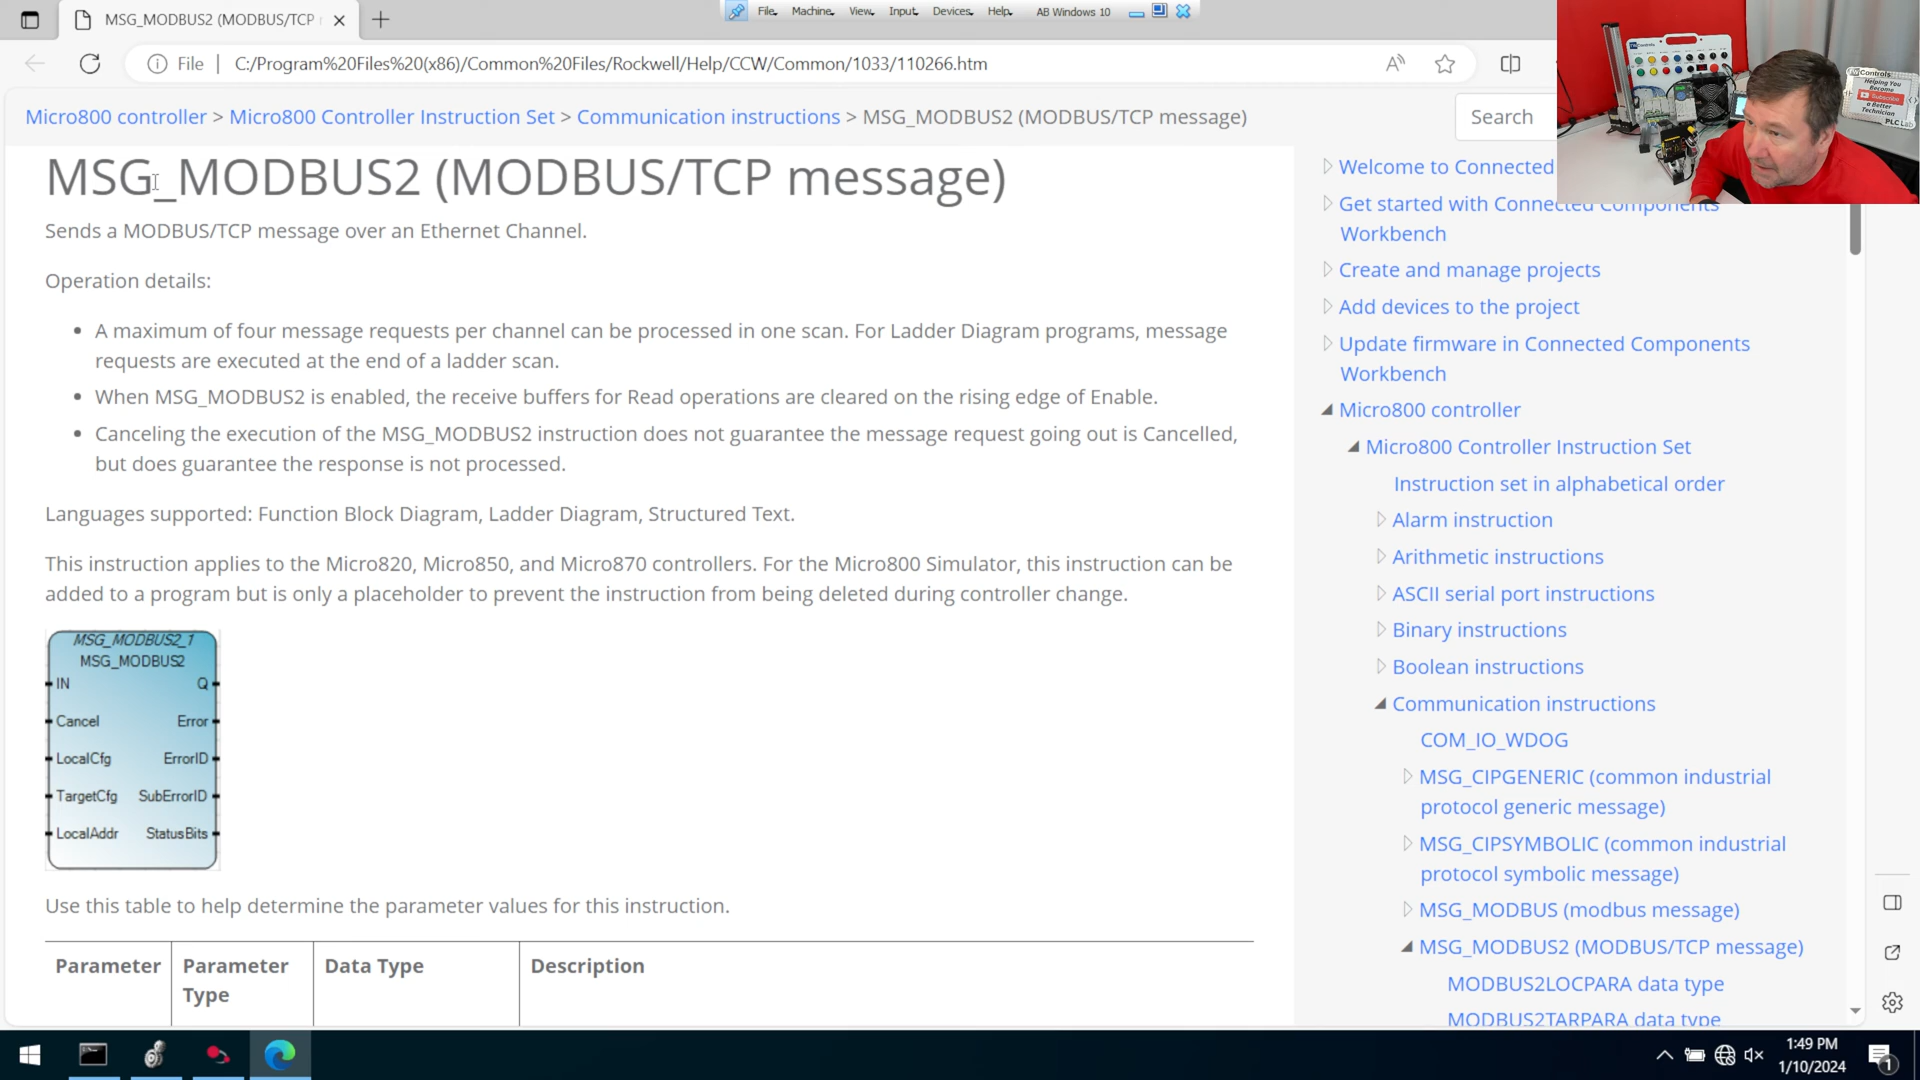 MSG_MODBUS2 (MODBUS/TCP
File Machine View Input Devices Help AB Windows 10
File C:/Program%20Files%20(x86)/Common%20Files/Rockwell/Help/CCW/Common/1033/110266.htm
Micro800 controller > Micro800 Controller Instruction Set > Communication instructions > MSG_MODBUS2 (MODBUS/TCP message)
Search
MSG_MODBUS2 (MODBUS/TCP message)
Sends a MODBUS/TCP message over an Ethernet Channel.
Operation details:
• A maximum of four message requests per channel can be processed in one scan. For Ladder Diagram programs, message
requests are executed at the end of a ladder scan.
• When MSG_MODBUS2 is enabled, the receive buffers for Read operations are cleared on the rising edge of Enable.
• Canceling the execution of the MSG_MODBUS2 instruction does not guarantee the message request going out is Cancelled,
but does guarantee the response is not processed.
Languages supported: Function Block Diagram, Ladder Diagram, Structured Text.
This instruction applies to the Micro820, Micro850, and Micro870 controllers. For the Micro800 Simulator, this instruction can be
added to a program but is only a placeholder to prevent the instruction from being deleted during controller change.
MSG_MODBUS2_1
MSG_MODBUS2
IN Q
Cancel Error
LocalCfg ErrorID
TargetCfg SubErrorID
LocalAddr StatusBits
Use this table to help determine the parameter values for this instruction.
Parameter Parameter Data Type Description
Type
Welcome to Connected
Get started with Connected Components
Workbench
Create and manage projects
Add devices to the project
Update firmware in Connected Components
Workbench
Micro800 controller
Micro800 Controller Instruction Set
Instruction set in alphabetical order
Alarm instruction
Arithmetic instructions
ASCII serial port instructions
Binary instructions
Boolean instructions
Communication instructions
COM_IO_WDOG
MSG_CIPGENERIC (common industrial
protocol generic message)
MSG_CIPSYMBOLIC (common industrial
protocol symbolic message)
MSG_MODBUS (modbus message)
MSG_MODBUS2 (MODBUS/TCP message)
MODBUS2LOCPARA data type
MODBUS2TARPARA data type
Controls
Helping You
Become
Subscribe
a Better
Technician
PLC Lab
1:49 PM
1/10/2024
1